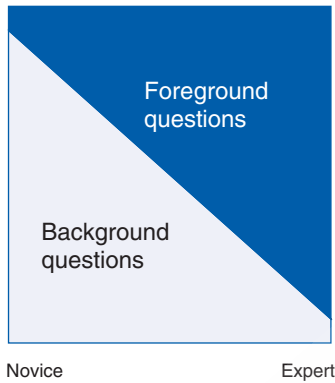 Foreground
questions
Background
questions
Novice
Expert